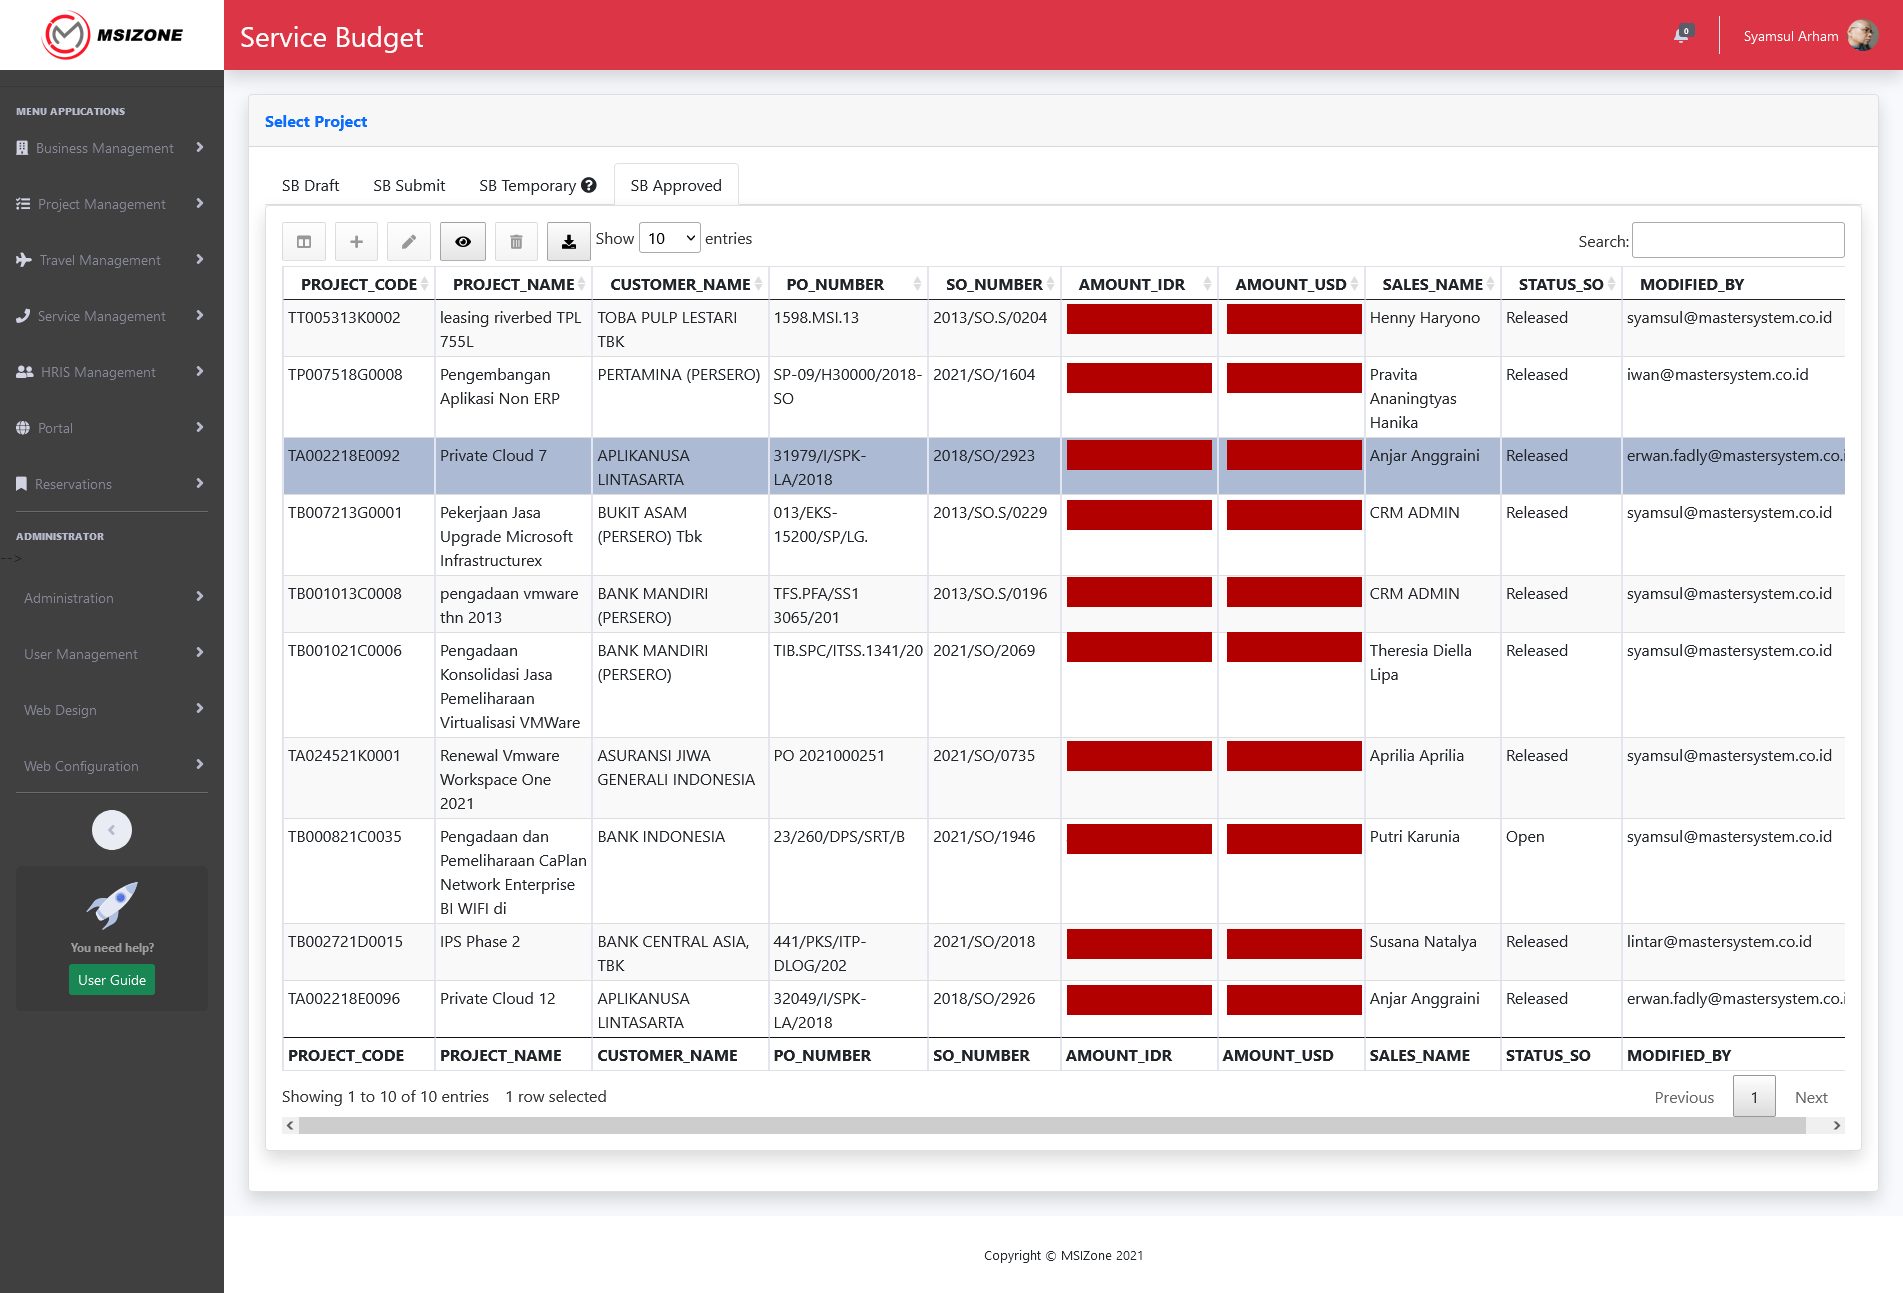 MSIZONE
Service Budget
0
Syamsul Arham
MENU APPLICATIONS
Business Management
Project Management
Travel Management
Service Management
HRIS Management
Portal
Reservations
ADMINISTRATOR
-->
Administration
User Management
Web Design
Web Configuration
You need help?
User Guide
Select Project
SB Draft SB Submit SB Temporary SB Approved
Show 10 entries Search:
PROJECT_CODE PROJECT_NAME CUSTOMER_NAME PO_NUMBER SO_NUMBER AMOUNT_IDR AMOUNT_USD SALES_NAME STATUS_SO MODIFIED_BY
TT005313K0002 leasing riverbed TPL TOBA PULP LESTARI 1598.MSI.13 2013/SO.S/0204 Henny Haryono Released syamsul@mastersystem.co.id
755L TBK
TP007518G0008 Pengembangan PERTAMINA (PERSERO) SP-09/H30000/2018- 2021/SO/1604 Pravita Released iwan@mastersystem.co.id
Aplikasi Non ERP SO Ananingtyas
Hanika
TA002218E0092 Private Cloud 7 APLIKANUSA 31979/I/SPK- 2018/SO/2923 Anjar Anggraini Released erwan.fadly@mastersystem.co.i
LINTASARTA LA/2018
TB007213G0001 Pekerjaan Jasa BUKIT ASAM 013/EKS- 2013/SO.S/0229 CRM ADMIN Released syamsul@mastersystem.co.id
Upgrade Microsoft (PERSERO) Tbk 15200/SP/LG.
Infrastructurex
TB001013C0008 pengadaan vmware BANK MANDIRI TFS.PFA/SS1 2013/SO.S/0196 CRM ADMIN Released syamsul@mastersystem.co.id
thn 2013 (PERSERO) 3065/201
TB001021C0006 Pengadaan BANK MANDIRI TIB.SPC/ITSS.1341/20 2021/SO/2069 Theresia Diella Released syamsul@mastersystem.co.id
Konsolidasi Jasa (PERSERO) Lipa
Pemeliharaan
Virtualisasi VMWare
TA024521K0001 Renewal Vmware ASURANSI JIWA PO 2021000251 2021/SO/0735 Aprilia Aprilia Released syamsul@mastersystem.co.id
Workspace One GENERALI INDONESIA
2021
TB000821C0035 Pengadaan dan BANK INDONESIA 23/260/DPS/SRT/B 2021/SO/1946 Putri Karunia Open syamsul@mastersystem.co.id
Pemeliharaan CaPlan
Network Enterprise
BI WIFI di
TB002721D0015 IPS Phase 2 BANK CENTRAL ASIA, 441/PKS/ITP- 2021/SO/2018 Susana Natalya Released lintar@mastersystem.co.id
TBK DLOG/202
TA002218E0096 Private Cloud 12 APLIKANUSA 32049/I/SPK- 2018/SO/2926 Anjar Anggraini Released erwan.fadly@mastersystem.co.i
LINTASARTA LA/2018
PROJECT_CODE PROJECT_NAME CUSTOMER_NAME PO_NUMBER SO_NUMBER AMOUNT_IDR AMOUNT_USD SALES_NAME STATUS_SO MODIFIED_BY
Showing 1 to 10 of 10 entries 1 row selected Previous 1 Next
Copyright © MSIZone 2021